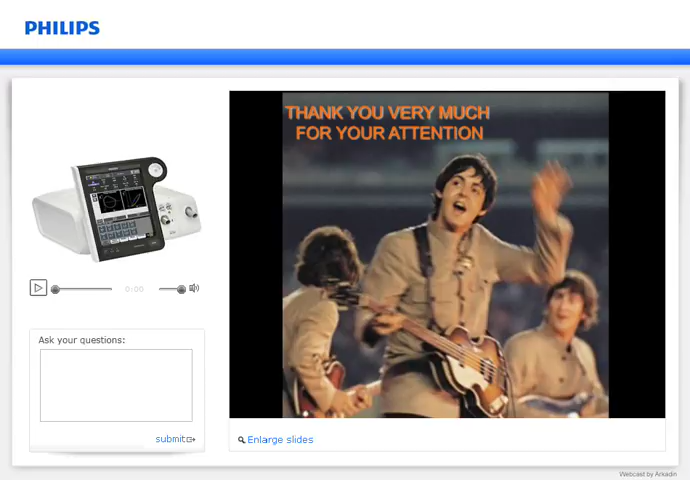 PHILIPS
THANK YOU VERY MUCH
FOR YOUR ATTENTION
0:00
Ask your questions:
submit
Enlarge slides
Webcast by Arkadin